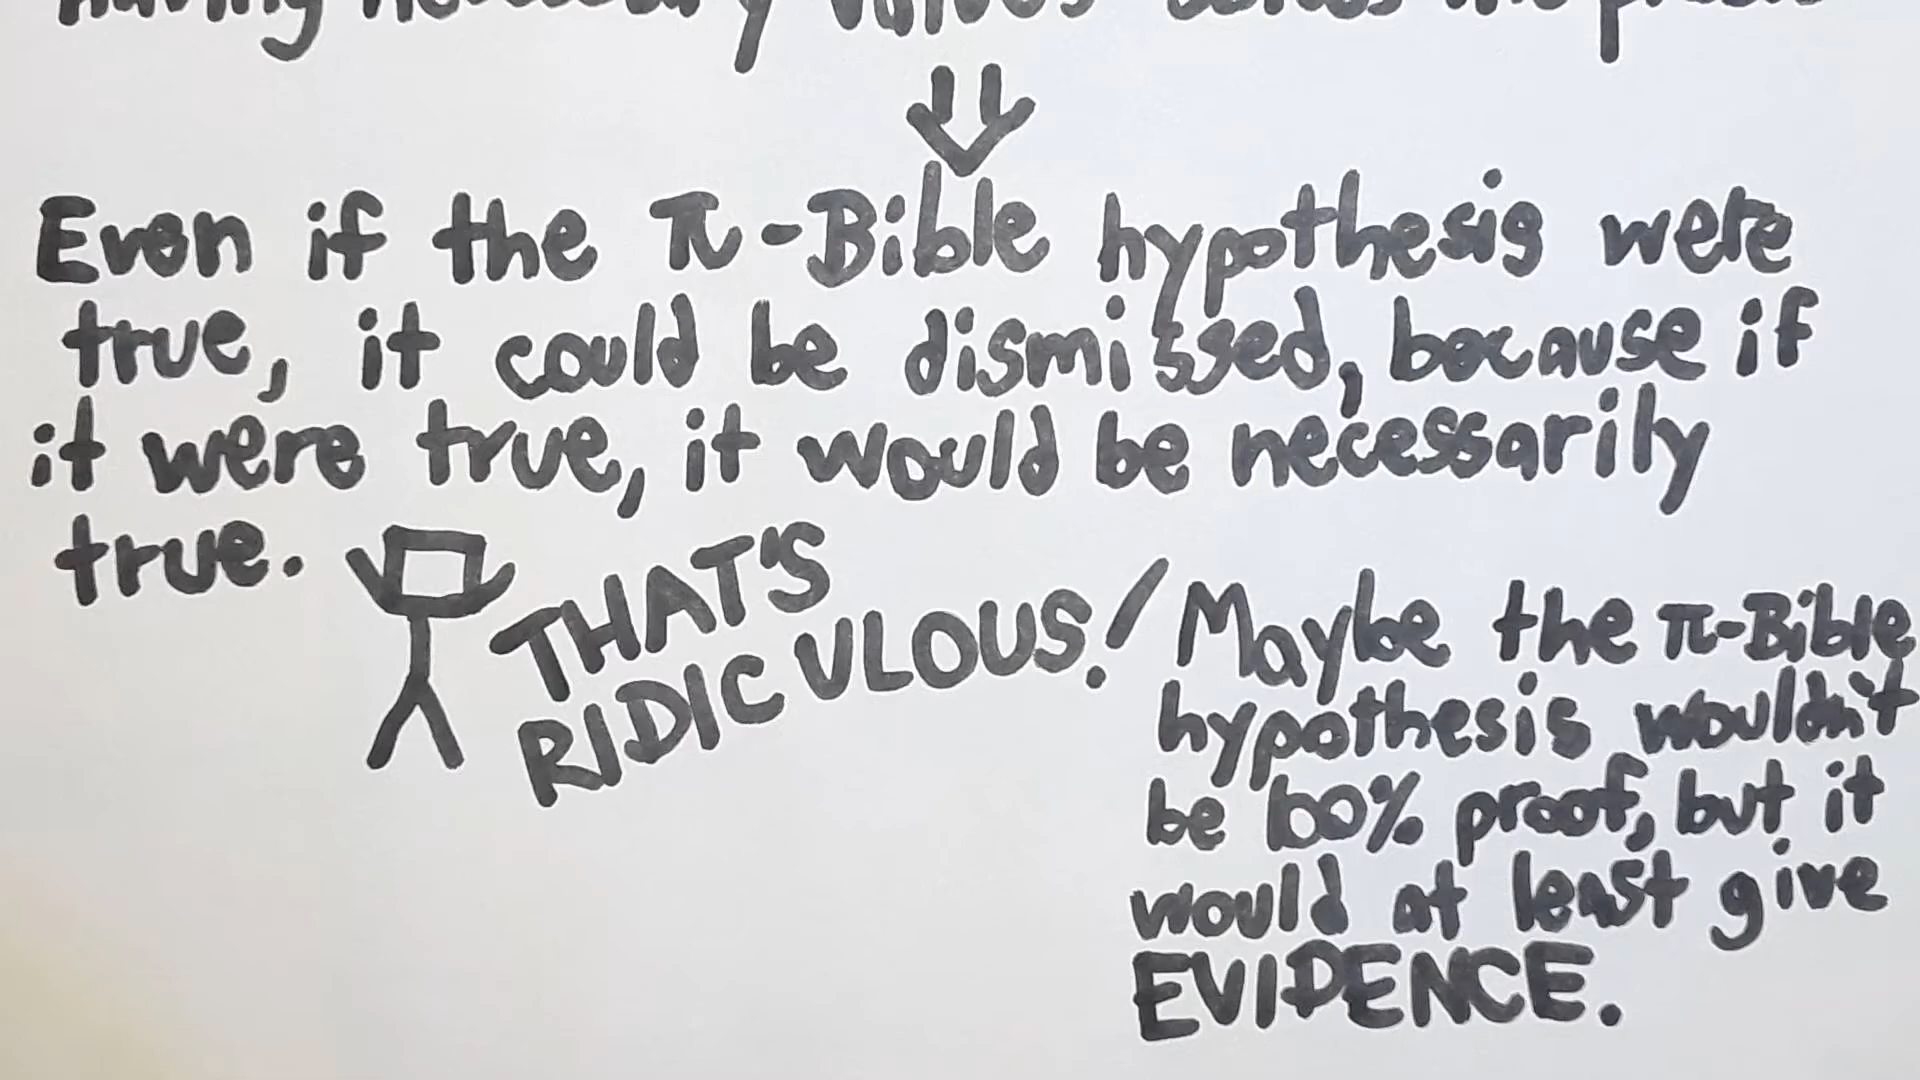 Even if the π-Bible hypothesis were
true, it could be dismissed, because if
it were true, it would be necessarily
true.
THAT'S
RIDICULOUS!
Maybe the π-Bible
hypothesis wouldn't
be 100% proof, but it
would at least give
EVIDENCE.